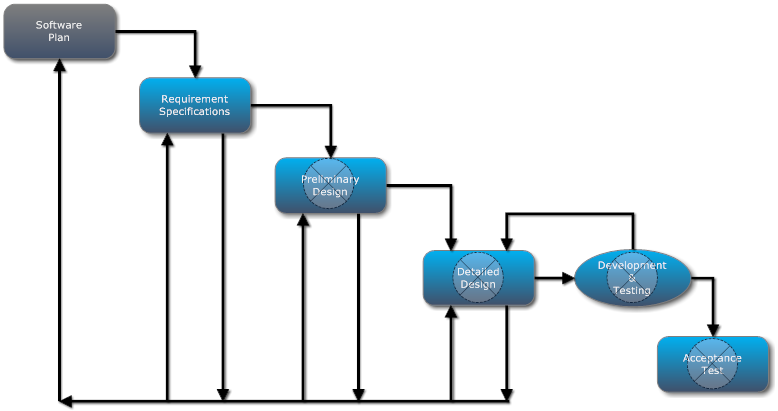 Software
Plan
Requirement
Specifications
Preliminary
Design
Detailed
Design
Development
&
Testing
Acceptance
Test